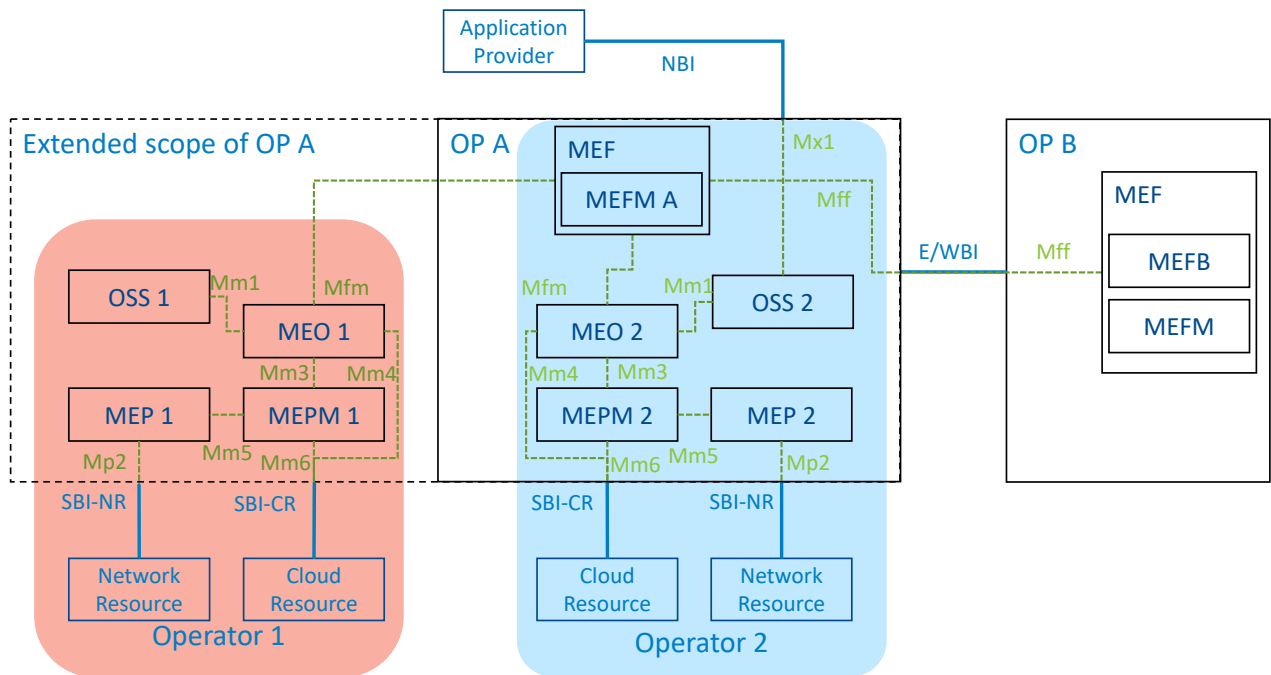 Application
Provider
NBI
Extended scope of OP A
OP A
MEF
Mx1
OP B
MEFM A
MEF
Mff
E/WBI
Mff
MEFB
OSS 1
Mm1
Mfm
Mfm
Mm1
OSS 2
MEFM
MEO 1
MEO 2
Mm3
Mm4
Mm4
Mm3
MEP 1
MEPM 1
MEPM 2
MEP 2
Mp2
Mm5
Mm6
Mm6
Mm5
Mp2
SBI-NR
SBI-CR
SBI-CR
SBI-NR
Network
Resource
Cloud
Resource
Cloud
Resource
Network
Resource
Operator 1
Operator 2